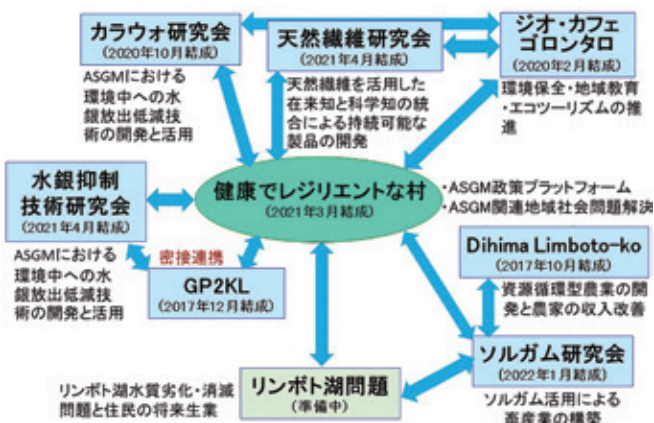 カラウォ研究会
(2020年10月結成)
ASGMにおける
環境中への水
銀放出低減技
術の開発と活用
天然繊維研究会
(2021年4月結成)
天然繊維を活用した
在来知と科学知の統
合による持続可能な
製品の開発
ジオ・カフェ
ゴロンタロ
(2020年2月結成)
環境保全・地域教育
・エコツーリズムの推
進
健康でレジリエントな村
(2021年3月結成)
・ASGM政策プラットフォーム
・ASGM関連地域社会問題解決
水銀抑制
技術研究会
(2021年4月結成)
ASGMにおける
環境中への水
銀放出低減技
術の開発と活用
密接連携
GP2KL
(2017年12月結成)
Dihima Limboto-ko
(2017年10月結成)
資源循環型農業の開
発と農家の収入改善
ソルガム研究会
(2022年1月結成)
ソルガム活用による
畜産業の構築
リンボト湖水質劣化・消滅
問題と住民の将来生業
リンボト湖問題
(準備中)